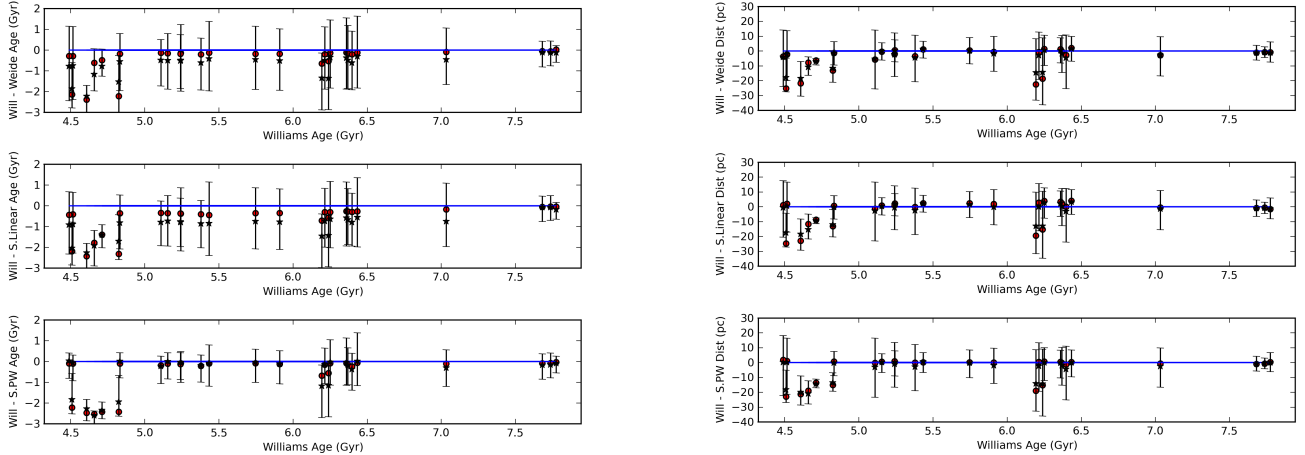 Will - Weide Age (Gyr)
2
1
0
−1
−2
−3
4.5 5.0 5.5 6.0 6.5 7.0 7.5
Williams Age (Gyr)
Will - S.Linear Age (Gyr)
2
1
0
−1
−2
−3
4.5 5.0 5.5 6.0 6.5 7.0 7.5
Williams Age (Gyr)
Will - S.PW Age (Gyr)
2
1
0
−1
−2
−3
4.5 5.0 5.5 6.0 6.5 7.0 7.5
Williams Age (Gyr)
Will - Weide Dist (pc)
30
20
10
0
−10
−20
−30
−40
4.5 5.0 5.5 6.0 6.5 7.0 7.5
Williams Age (Gyr)
Will - S.Linear Dist (pc)
30
20
10
0
−10
−20
−30
−40
4.5 5.0 5.5 6.0 6.5 7.0 7.5
Williams Age (Gyr)
Will - S.PW Dist (pc)
30
20
10
0
−10
−20
−30
−40
4.5 5.0 5.5 6.0 6.5 7.0 7.5
Williams Age (Gyr)